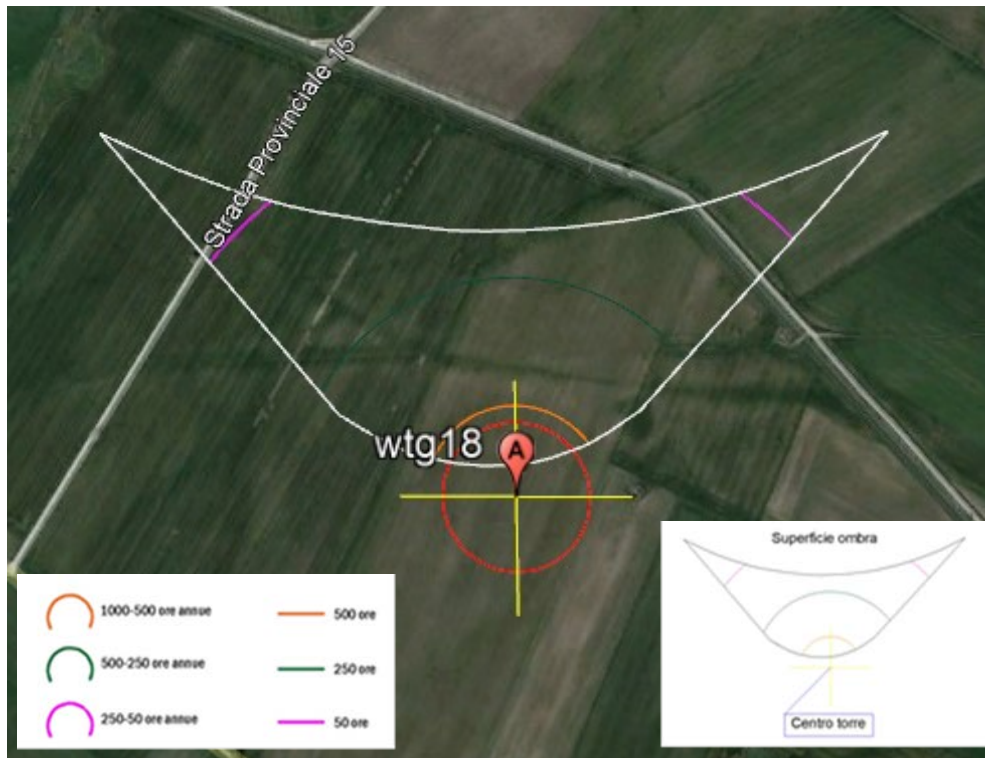 Strada Provinciale 15
wtg18
A
Superficie ombra
Centro torre
1000-500 ore annue
500 ore
500-250 ore annue
250 ore
250-50 ore annue
50 ore